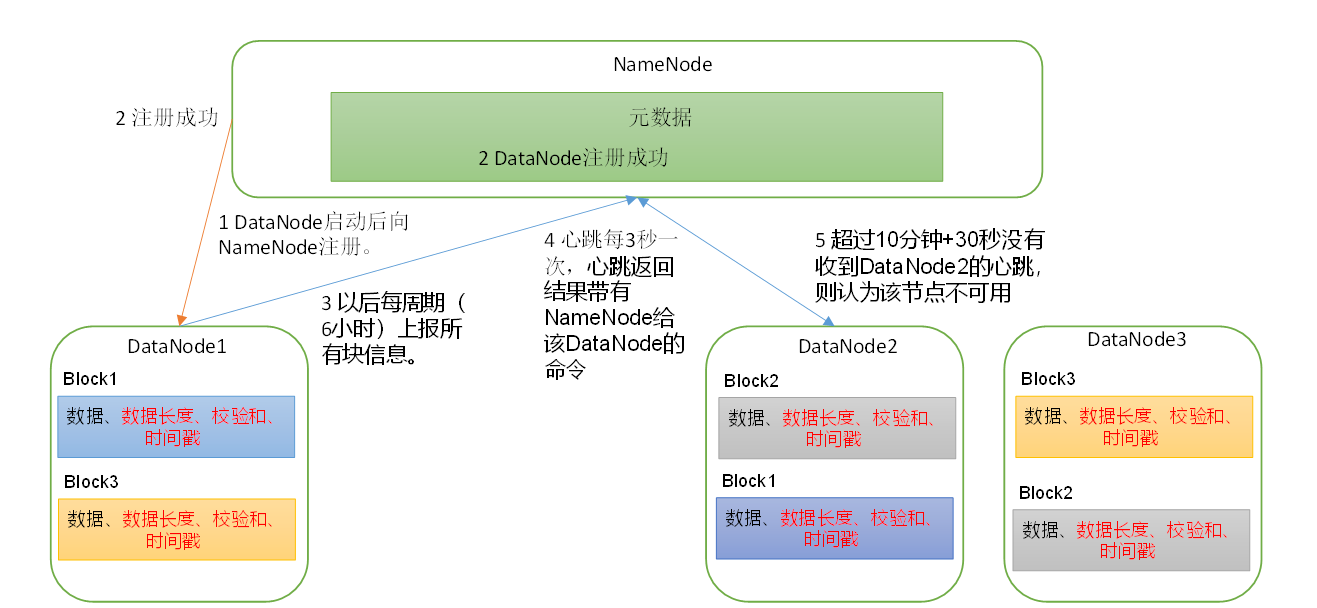 NameNode
元数据
2 DataNode注册成功
2 注册成功
1 DataNode启动后向
NameNode注册。
3 以后每周期（
6小时）上报所
有块信息。
4 心跳每3秒一
次，心跳返回
结果带有
NameNode给
该DataNode的
命令
5 超过10分钟+30秒没有
收到DataNode2的心跳，
则认为该节点不可用
DataNode1
Block1
数据、数据长度、校验和、
时间戳
Block3
数据、数据长度、校验和、
时间戳
DataNode2
Block2
数据、数据长度、校验和、
时间戳
Block1
数据、数据长度、校验和、
时间戳
DataNode3
Block3
数据、数据长度、校验和、
时间戳
Block2
数据、数据长度、校验和、
时间戳